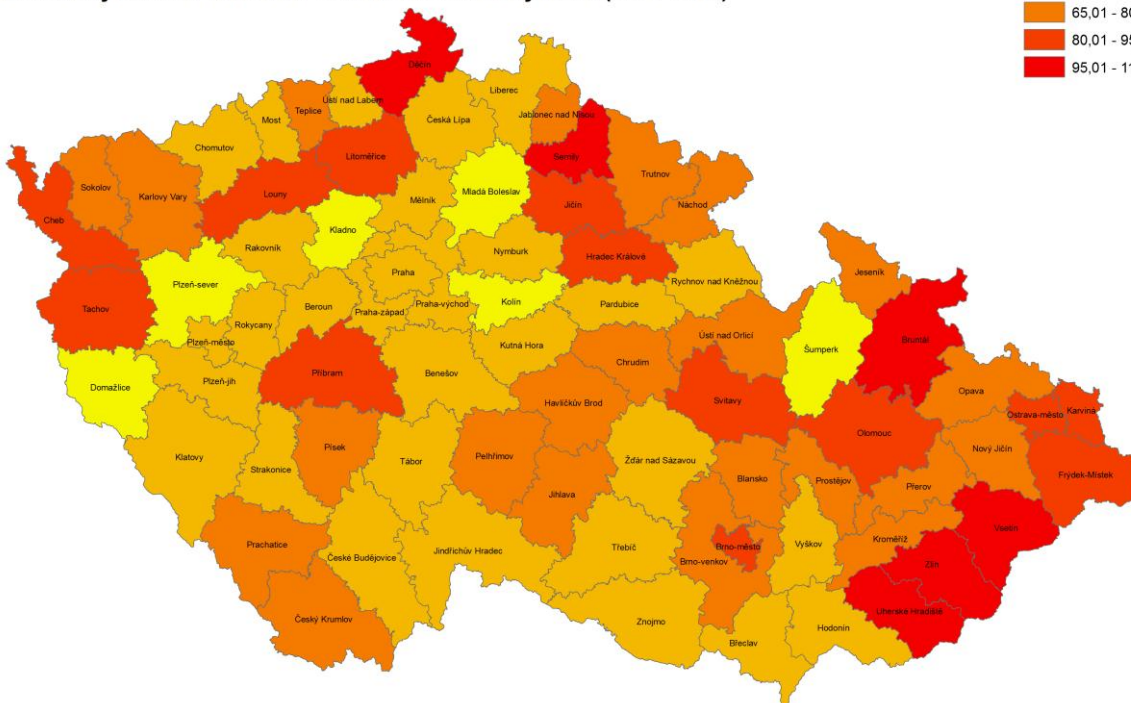 65,01 - 80
80,01 - 95
95,01 - 11
Děčín
Liberec
Ústí nad Labem
Teplice
Most
Česká Lípa
Jablonec nad Nisou
Chomutov
Litoměřice
Semily
Trutnov
Sokolov
Karlovy Vary
Louny
Mladá Boleslav
Mělník
Jičín
Náchod
Cheb
Kladno
Rakovník
Nymburk
Hradec Králové
Praha
Rychnov nad Kněžnou
Jeseník
Plzeň-sever
Tachov
Beroun
Praha-západ
Praha-východ
Kolín
Pardubice
Rokycany
Plzeň-město
Kutná Hora
Ústí nad Orlicí
Šumperk
Bruntál
Chrudim
Příbram
Benešov
Domažlice
Plzeň-jih
Opava
Svitavy
Havlíčkův Brod
Ostrava-město
Karviná
Olomouc
Písek
Klatovy
Strakonice
Tábor
Pelhřimov
Žďár nad Sázavou
Nový Jičín
Frýdek-Místek
Blansko
Prostějov
Přerov
Jihlava
Vsetín
Kroměříž
Vyškov
Brno-město
Brno-venkov
Třebíč
Prachatice
České Budějovice
Jindřichův Hradec
Zlín
Uherské Hradiště
Český Krumlov
Znojmo
Hodonín
Břeclav